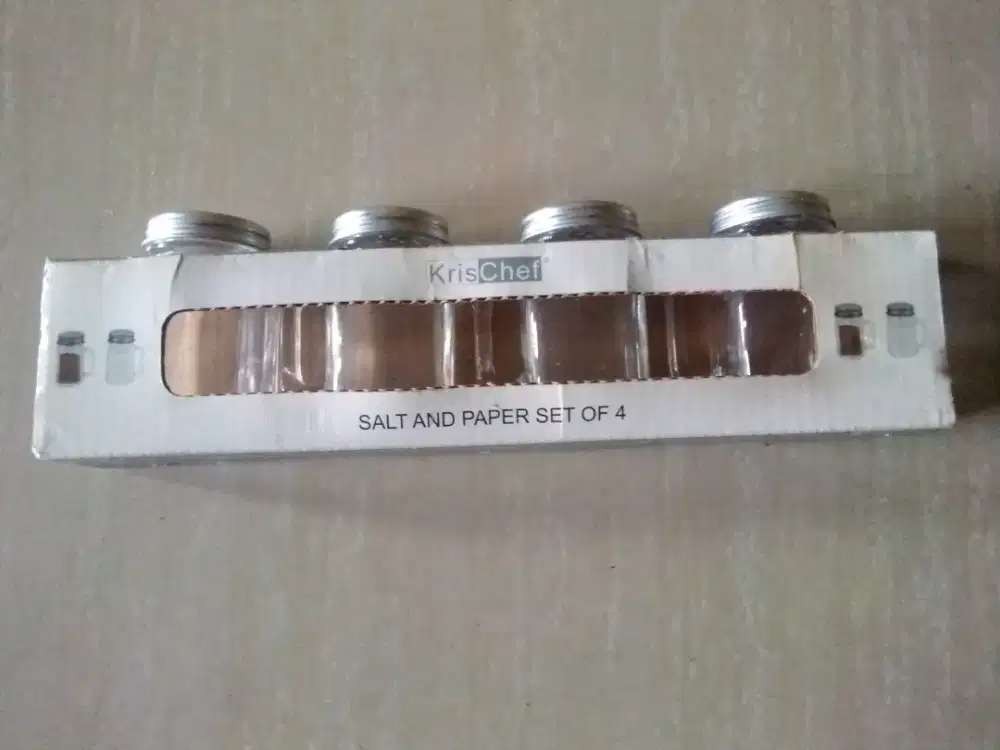 KrisChef
SALT AND PAPER SET OF 4